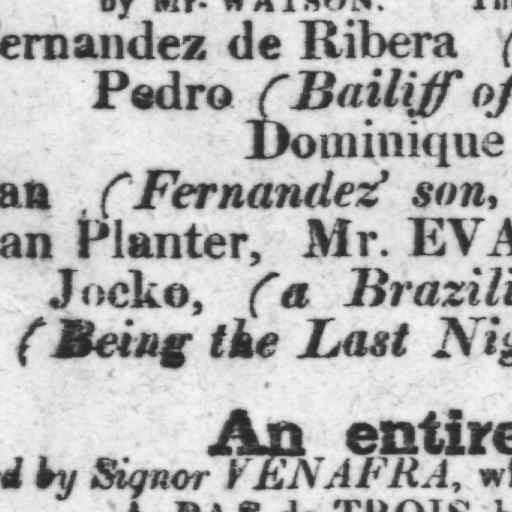 by Mr. WATSON.
ernandez de Ribera (
Pedro (Bailiff of
Dominique
an (Fernandez' son,
an Planter, Mr. EVA
Jocko, (a Brazili
(Being the Last Nig
An entire
d by Signor VENAFRA, wh
A PAS de TROIS b